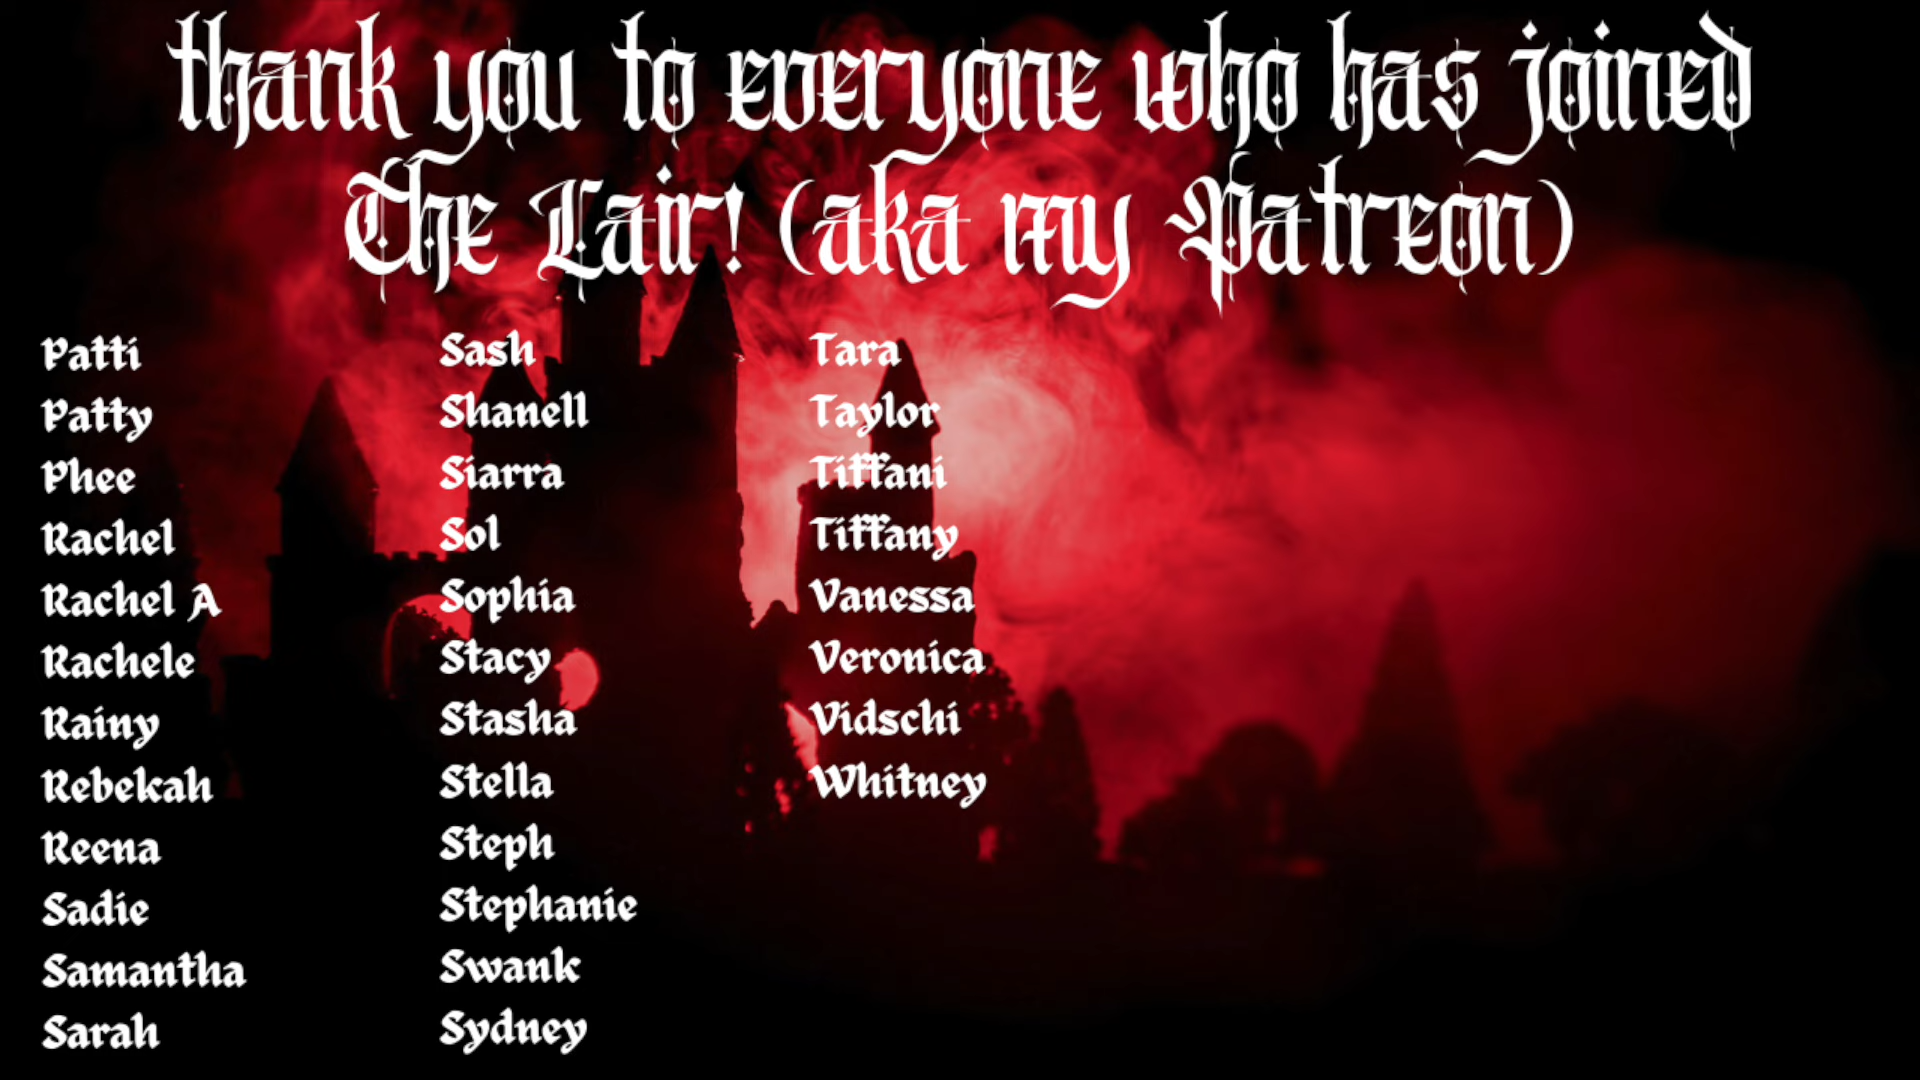 thank you to everyone who has joined
The Lair! (aka my Patreon)
Patti
Patty
Phee
Rachel
Rachel A
Rachele
Rainy
Rebekah
Reena
Sadie
Samantha
Sarah
Sash
Shanell
Siarra
Sol
Sophia
Stacy
Stasha
Stella
Steph
Stephanie
Swank
Sydney
Tara
Taylor
Tiffani
Tiffany
Vanessa
Veronica
Vidschi
Whitney